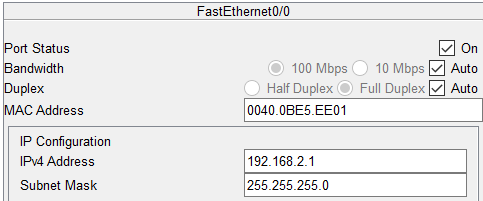 FastEthernet0/0
Port Status On
Bandwidth 100 Mbps 10 Mbps Auto
Duplex Half Duplex Full Duplex Auto
MAC Address 0040.0BE5.EE01
IP Configuration
IPv4 Address 192.168.2.1
Subnet Mask 255.255.255.0